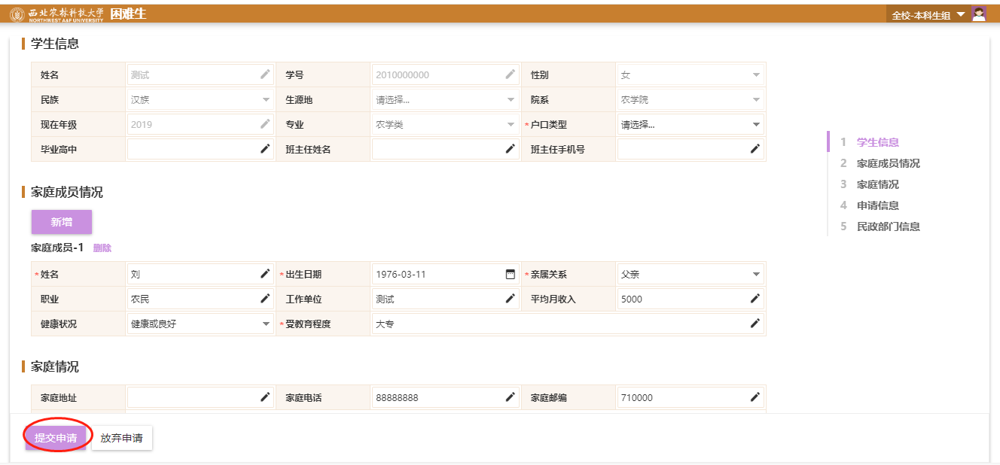 西北农林科技大学 困难生
NORTHWEST A&F UNIVERSITY
全校-本科生组
学生信息
姓名 测试 学号 2010000000 性别 女
民族 汉族 生源地 请选择... 院系 农学院
现在年级 2019 专业 农学类 * 户口类型 请选择...
毕业高中 班主任姓名 班主任手机号
1 学生信息
2 家庭成员情况
3 家庭情况
4 申请信息
5 民政部门信息
家庭成员情况
新增
家庭成员-1 删除
* 姓名 刘 * 出生日期 1976-03-11 * 亲属关系 父亲
职业 农民 工作单位 测试 平均月收入 5000
健康状况 健康或良好 * 受教育程度 大专
家庭情况
家庭地址 家庭电话 88888888 家庭邮编 710000
提交申请 放弃申请